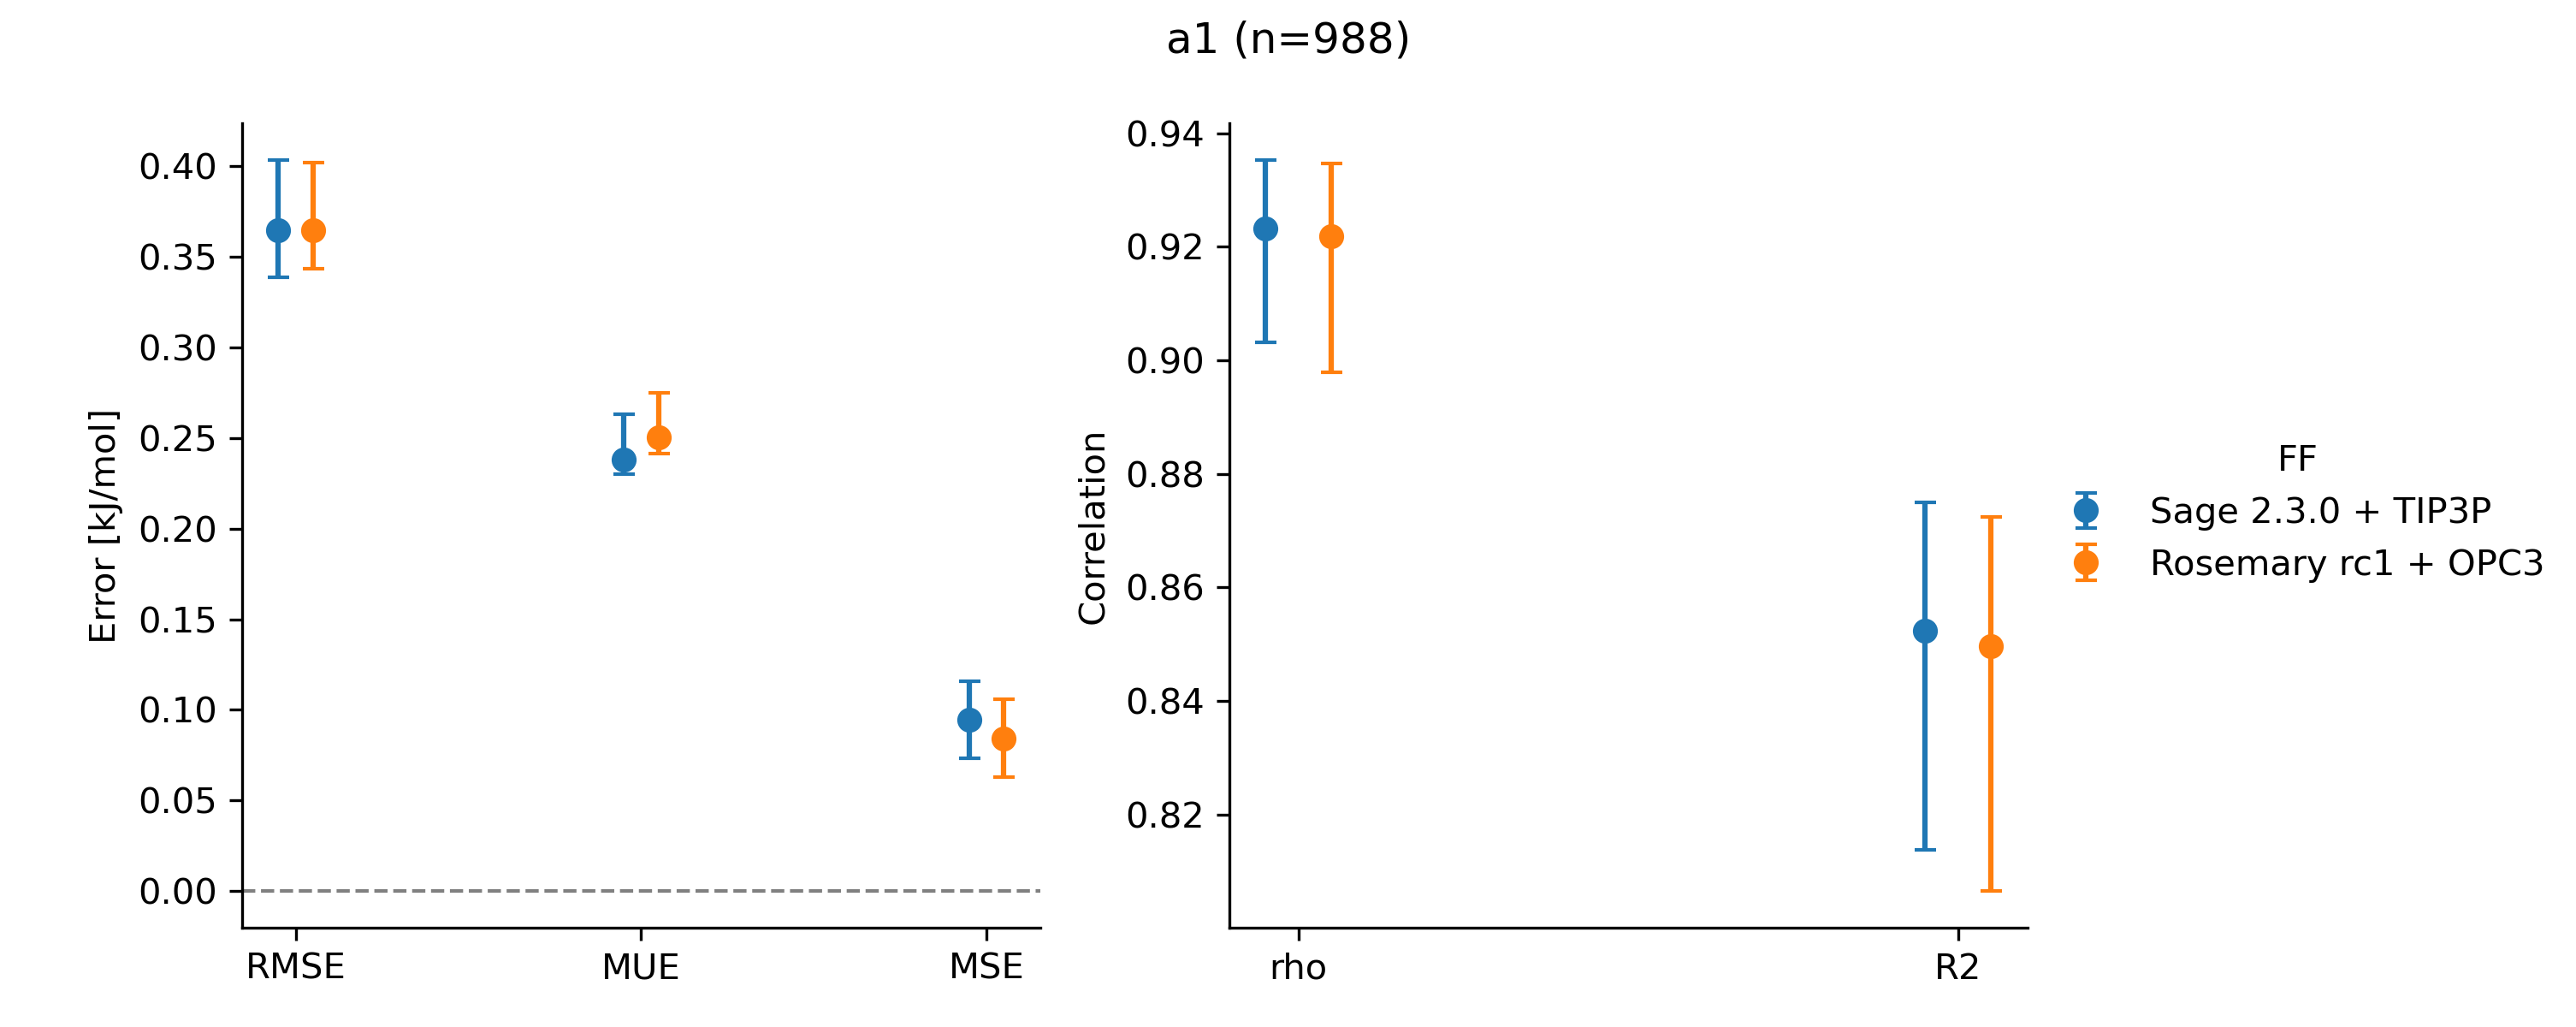 a1 (n=988)
Error [kJ/mol]
0.40
0.35
0.30
0.25
0.20
0.15
0.10
0.05
0.00
RMSE
MUE
MSE
Correlation
0.94
0.92
0.90
0.88
0.86
0.84
0.82
rho
R2
FF
Sage 2.3.0 + TIP3P
Rosemary rc1 + OPC3